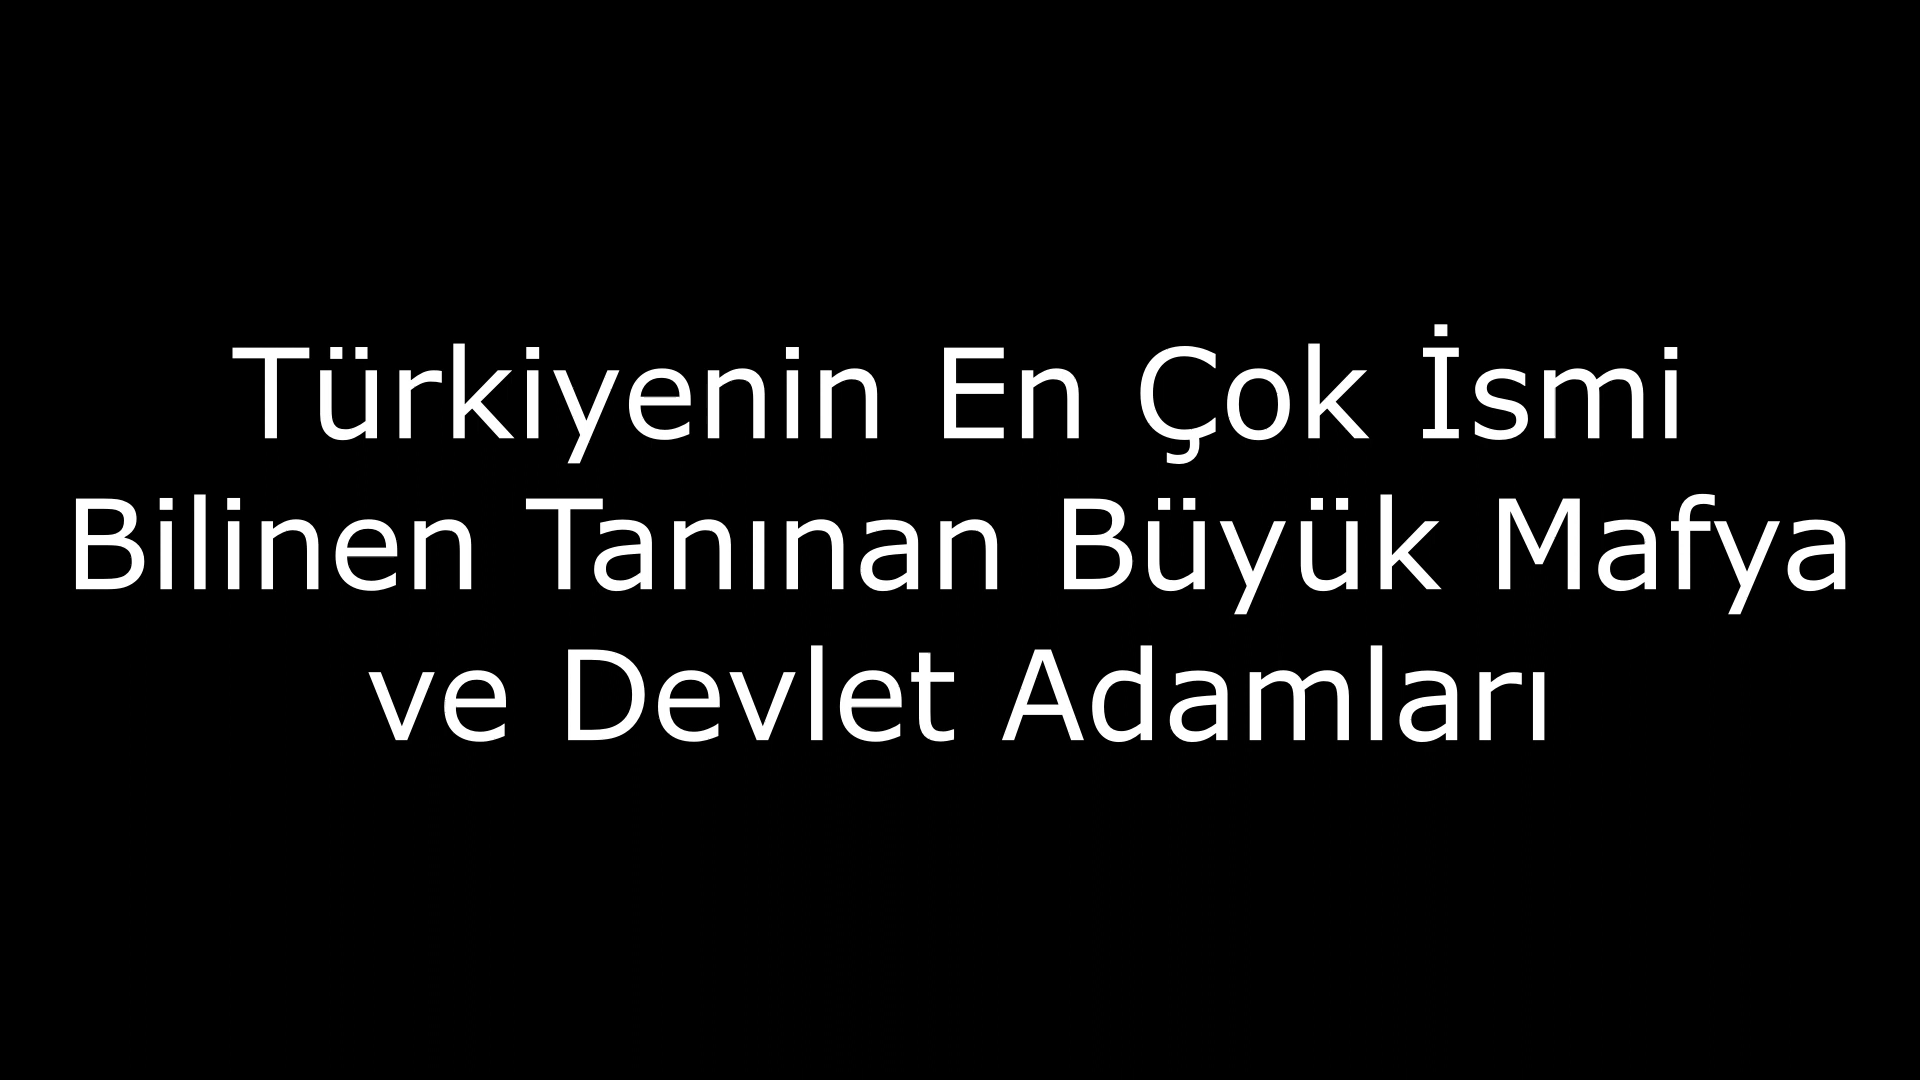 Türkiyenin En Çok İsmi
Bilinen Tanınan Büyük Mafya
ve Devlet Adamları